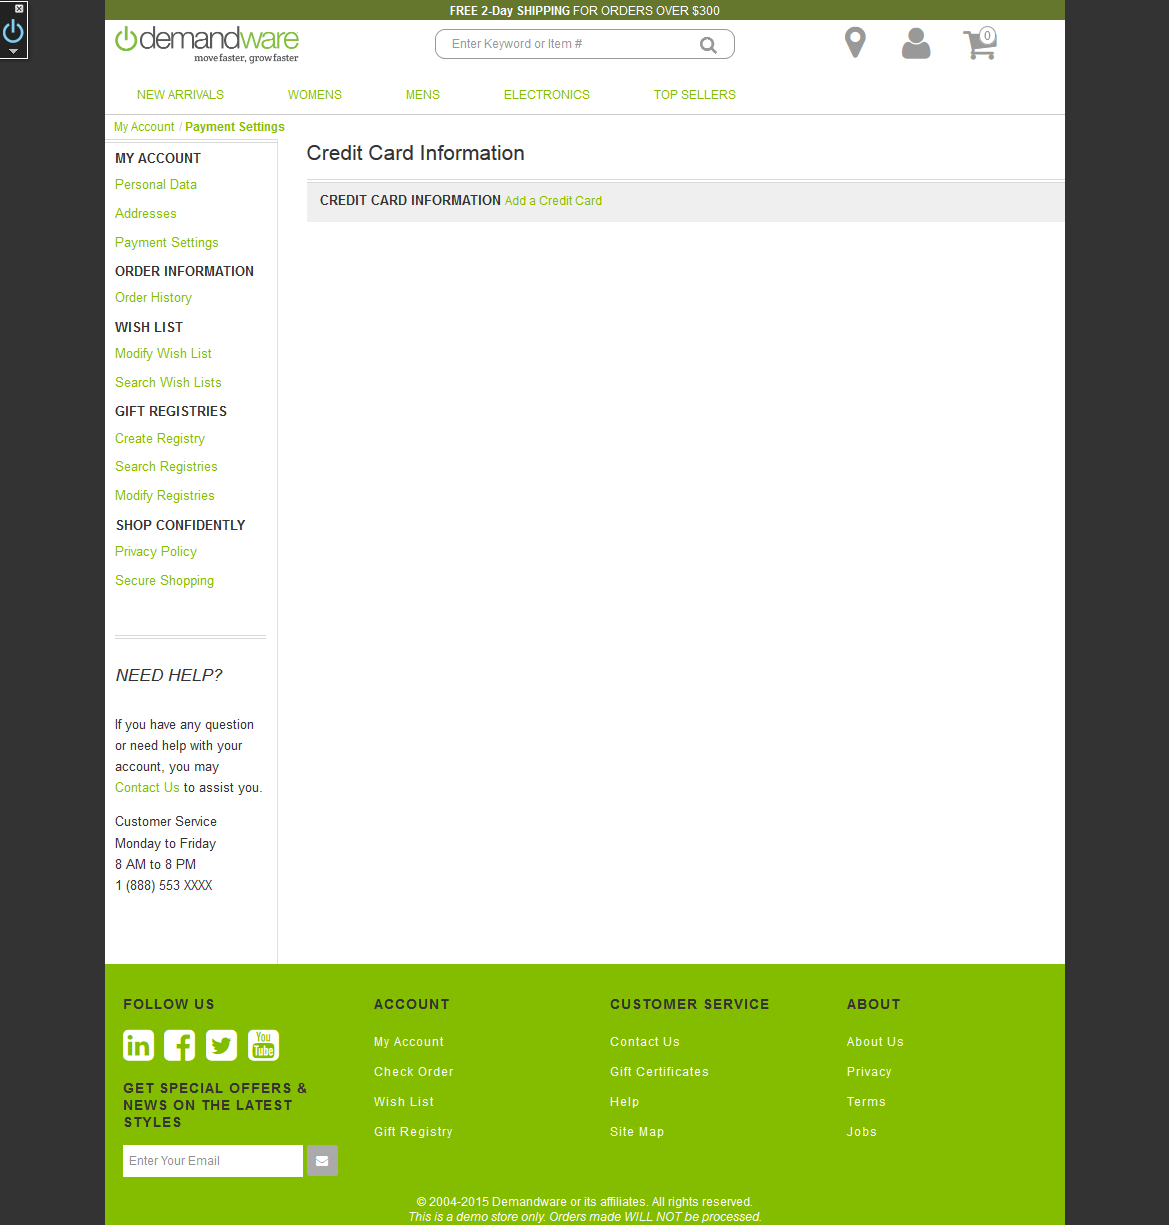 FREE 2-Day SHIPPING FOR ORDERS OVER $300
demandware
move faster, grow faster
Enter Keyword or Item #
0
NEW ARRIVALS
WOMENS
MENS
ELECTRONICS
TOP SELLERS
My Account / Payment Settings
MY ACCOUNT
Personal Data
Addresses
Payment Settings
ORDER INFORMATION
Order History
WISH LIST
Modify Wish List
Search Wish Lists
GIFT REGISTRIES
Create Registry
Search Registries
Modify Registries
SHOP CONFIDENTLY
Privacy Policy
Secure Shopping
NEED HELP?
If you have any question
or need help with your
account, you may
Contact Us to assist you.
Customer Service
Monday to Friday
8 AM to 8 PM
1 (888) 553 XXXX
Credit Card Information
CREDIT CARD INFORMATION Add a Credit Card
FOLLOW US
in
You
Tube
GET SPECIAL OFFERS &
NEWS ON THE LATEST
STYLES
Enter Your Email
ACCOUNT
My Account
Check Order
Wish List
Gift Registry
CUSTOMER SERVICE
Contact Us
Gift Certificates
Help
Site Map
ABOUT
About Us
Privacy
Terms
Jobs
© 2004-2015 Demandware or its affiliates. All rights reserved.
This is a demo store only. Orders made WILL NOT be processed.